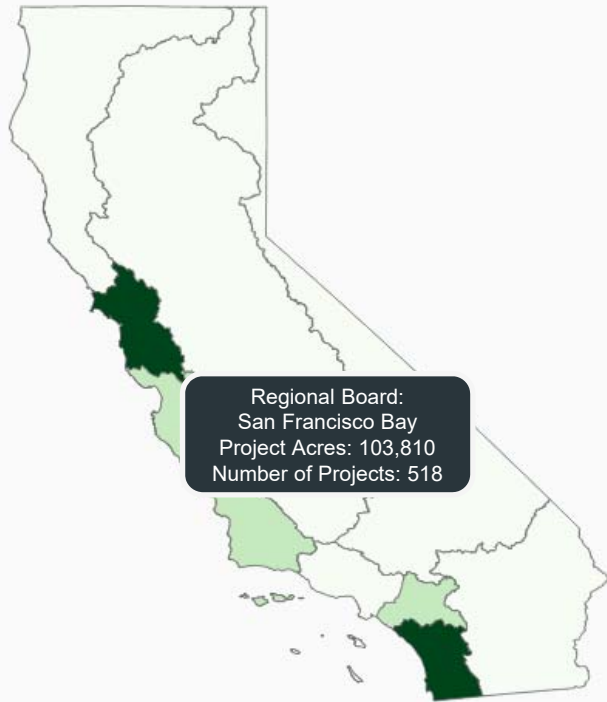 Regional Board:
San Francisco Bay
Project Acres: 103,810
Number of Projects: 518